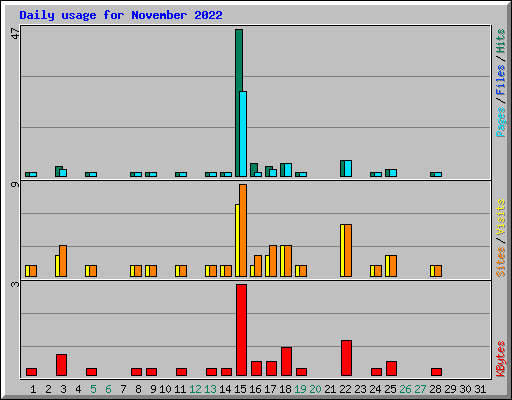 Daily usage for November 2022
47
Pages/Files/Hits
9
Sites/Visits
3
KBytes
1 2 3 4 5 6 7 8 9 10 11 12 13 14 15 16 17 18 19 20 21 22 23 24 25 26 27 28 29 30 31